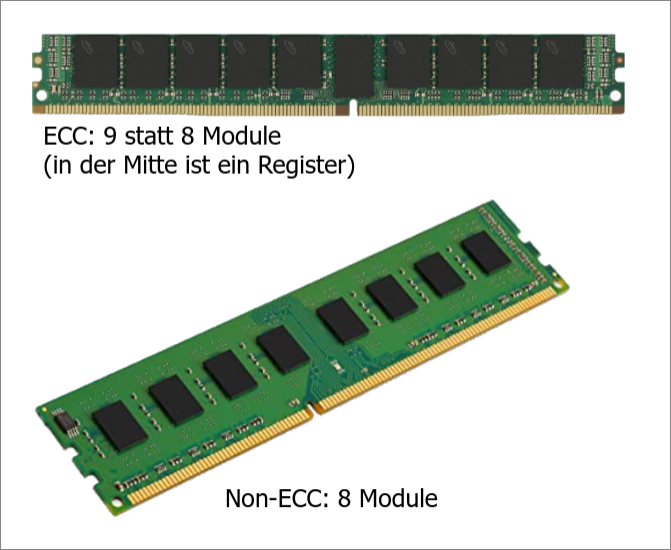 ECC: 9 statt 8 Module
(in der Mitte ist ein Register)
Non-ECC: 8 Module